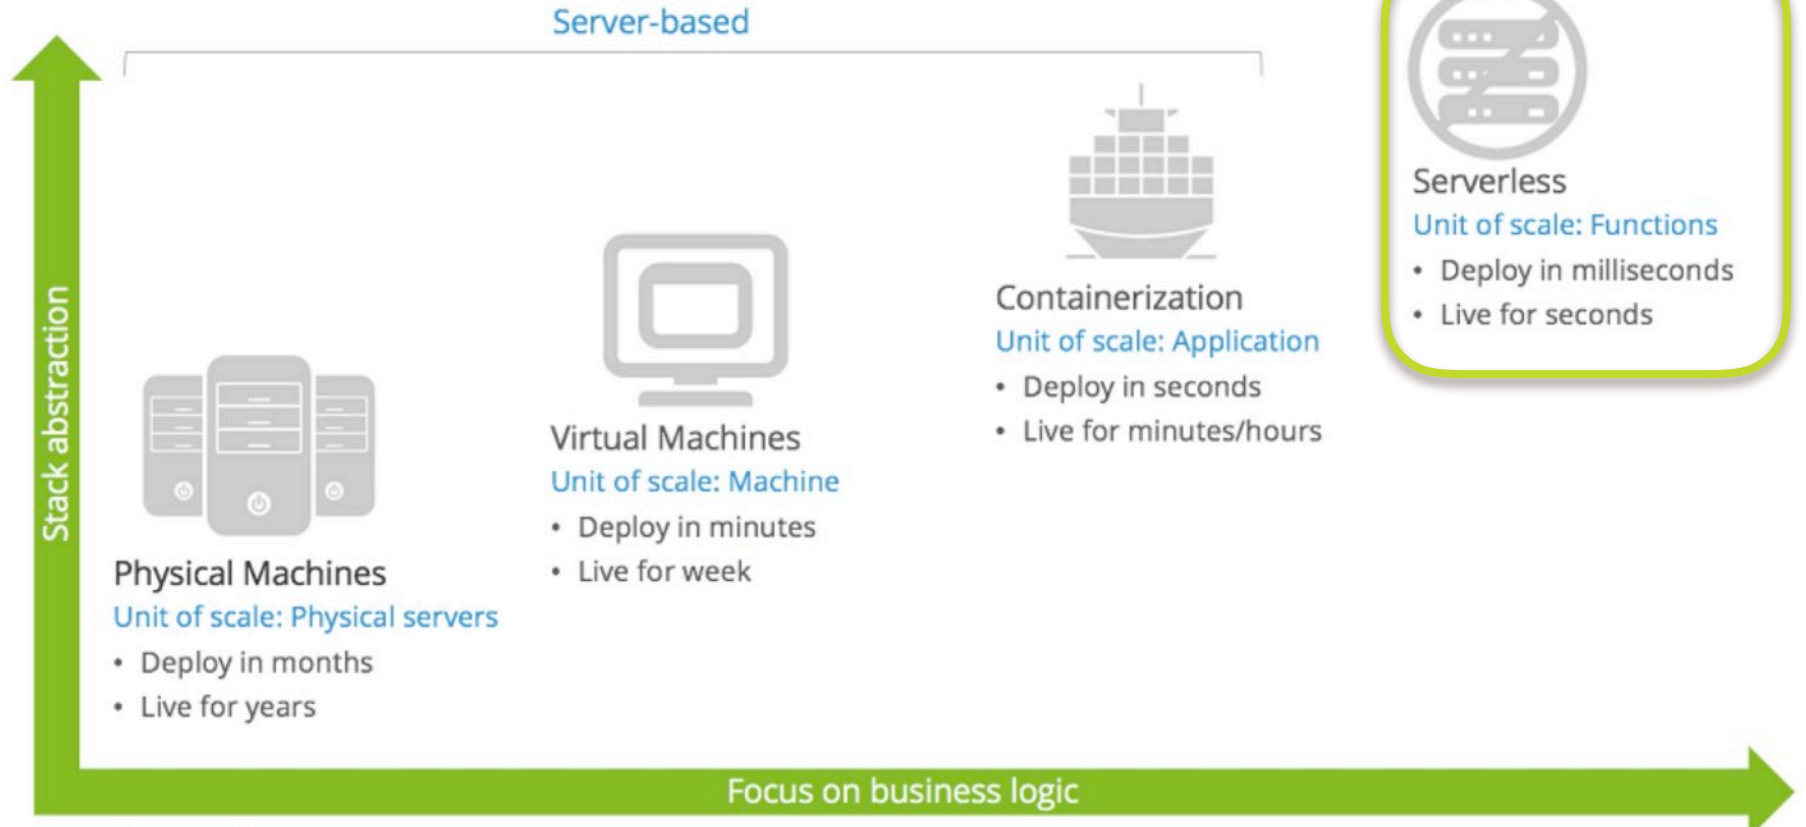 Server-based
Stack abstraction
Physical Machines
Unit of scale: Physical servers
• Deploy in months
• Live for years
Virtual Machines
Unit of scale: Machine
• Deploy in minutes
• Live for week
Containerization
Unit of scale: Application
• Deploy in seconds
• Live for minutes/hours
Serverless
Unit of scale: Functions
• Deploy in milliseconds
• Live for seconds
Focus on business logic